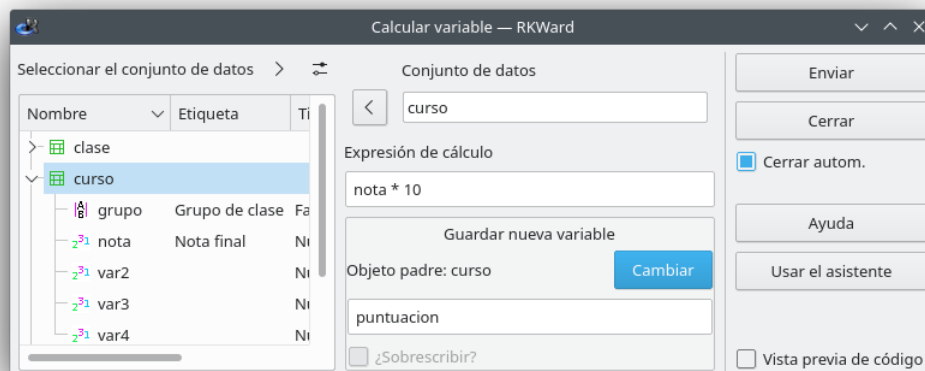 Calcular variable — RKWard
Seleccionar el conjunto de datos
Nombre Etiqueta
clase
curso
grupo Grupo de clase
nota Nota final
var2
var3
var4
Conjunto de datos
curso
Expresión de cálculo
nota * 10
Guardar nueva variable
Objeto padre: curso Cambiar
puntuacion
¿Sobrescribir?
Enviar
Cerrar
Cerrar autom.
Ayuda
Usar el asistente
Vista previa de código